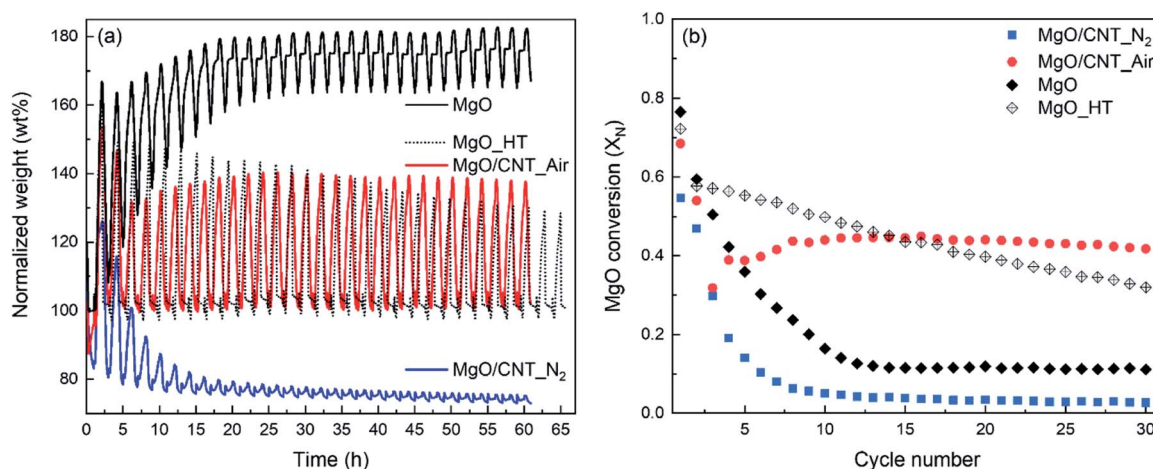 (a)
Normalized weight (wt%)
180
160
140
120
100
80
0 5 10 15 20 25 30 35 40 45 50 55 60 65
Time (h)
MgO
MgO_HT
MgO/CNT_Air
MgO/CNT_N₂
(b)
MgO conversion (X_N)
1.0
0.8
0.6
0.4
0.2
0.0
5 10 15 20 25 30
Cycle number
MgO/CNT_N₂
MgO/CNT_Air
MgO
MgO_HT